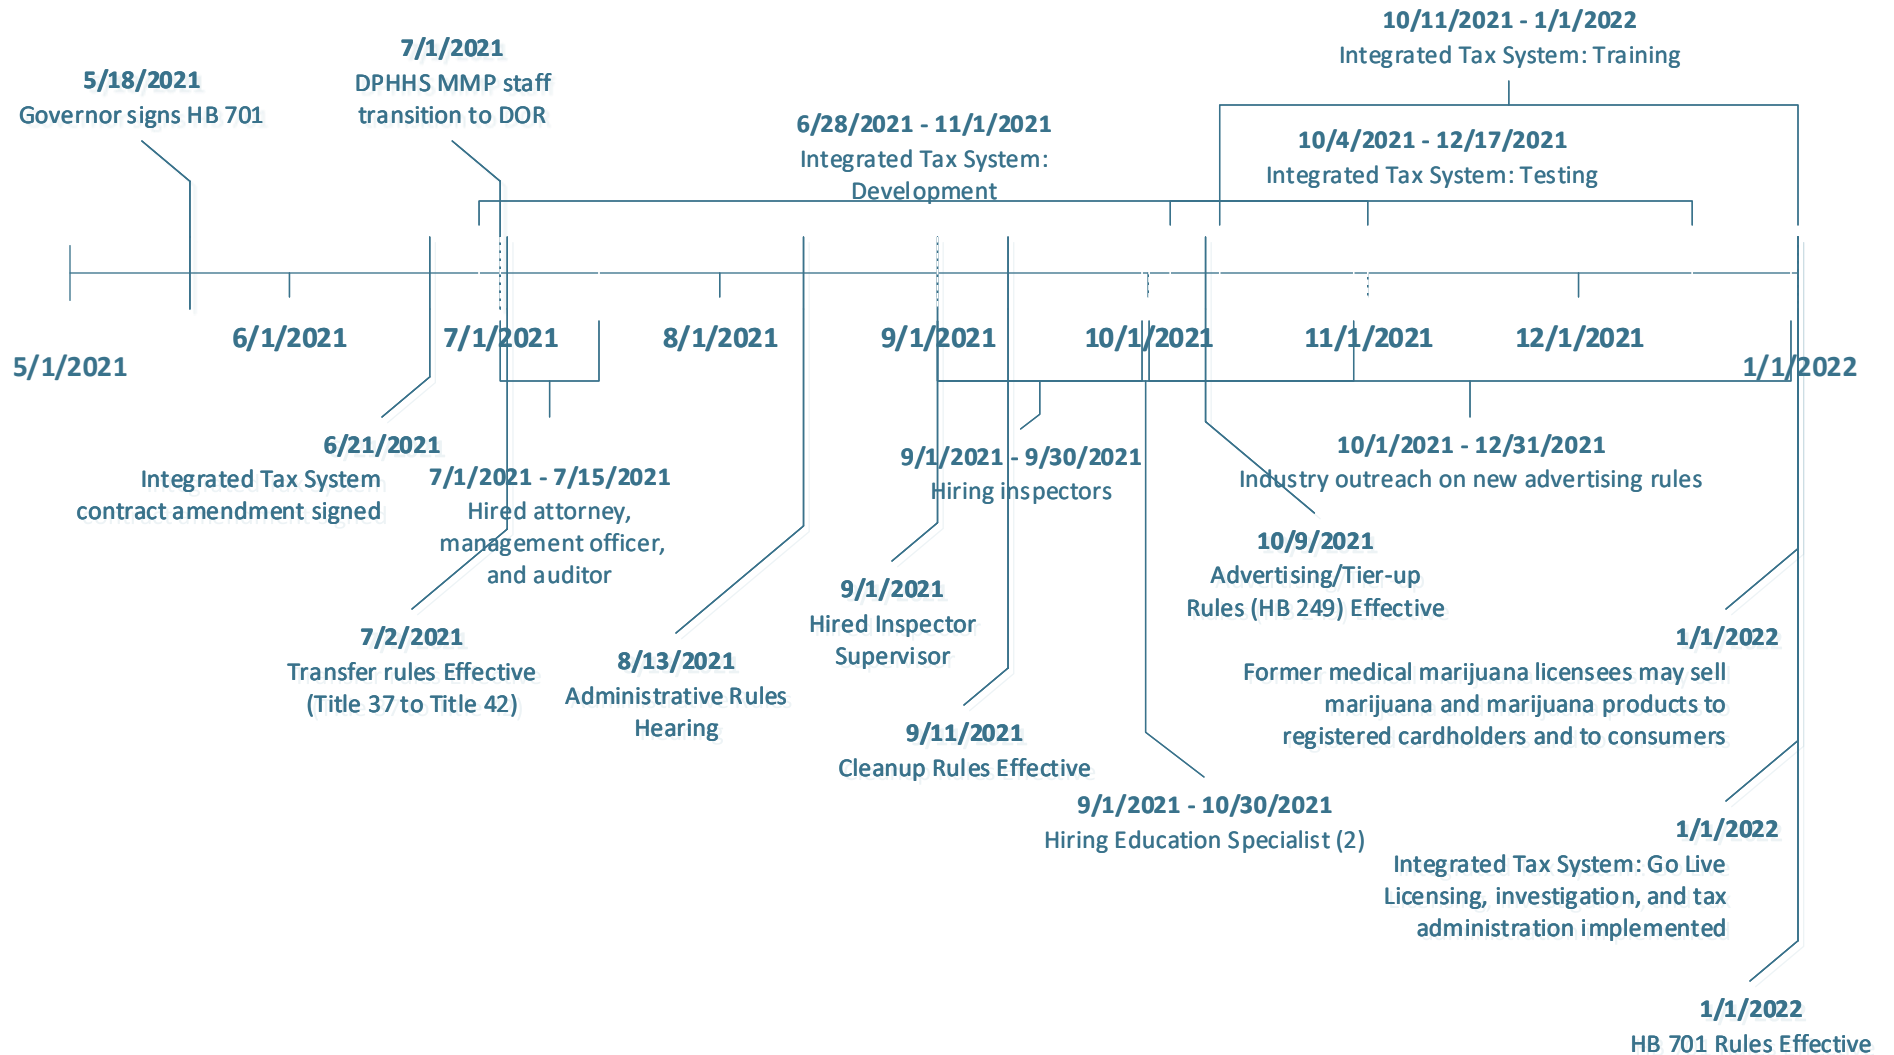 10/11/2021 - 1/1/2022
Integrated Tax System: Training
7/1/2021
DPHHS MMP staff
transition to DOR
5/18/2021
Governor signs HB 701
6/28/2021 - 11/1/2021
Integrated Tax System:
Development
10/4/2021 - 12/17/2021
Integrated Tax System: Testing
5/1/2021
6/1/2021
7/1/2021
8/1/2021
9/1/2021
10/1/2021
11/1/2021
12/1/2021
1/1/2022
6/21/2021
Integrated Tax System
contract amendment signed
7/1/2021 - 7/15/2021
Hired attorney,
management officer,
and auditor
9/1/2021 - 9/30/2021
Hiring inspectors
10/1/2021 - 12/31/2021
Industry outreach on new advertising rules
10/9/2021
Advertising/Tier-up
Rules (HB 249) Effective
9/1/2021
Hired Inspector
Supervisor
7/2/2021
Transfer rules Effective
(Title 37 to Title 42)
8/13/2021
Administrative Rules
Hearing
1/1/2022
Former medical marijuana licensees may sell
marijuana and marijuana products to
registered cardholders and to consumers
9/11/2021
Cleanup Rules Effective
9/1/2021 - 10/30/2021
Hiring Education Specialist (2)
1/1/2022
Integrated Tax System: Go Live
Licensing, investigation, and tax
administration implemented
1/1/2022
HB 701 Rules Effective